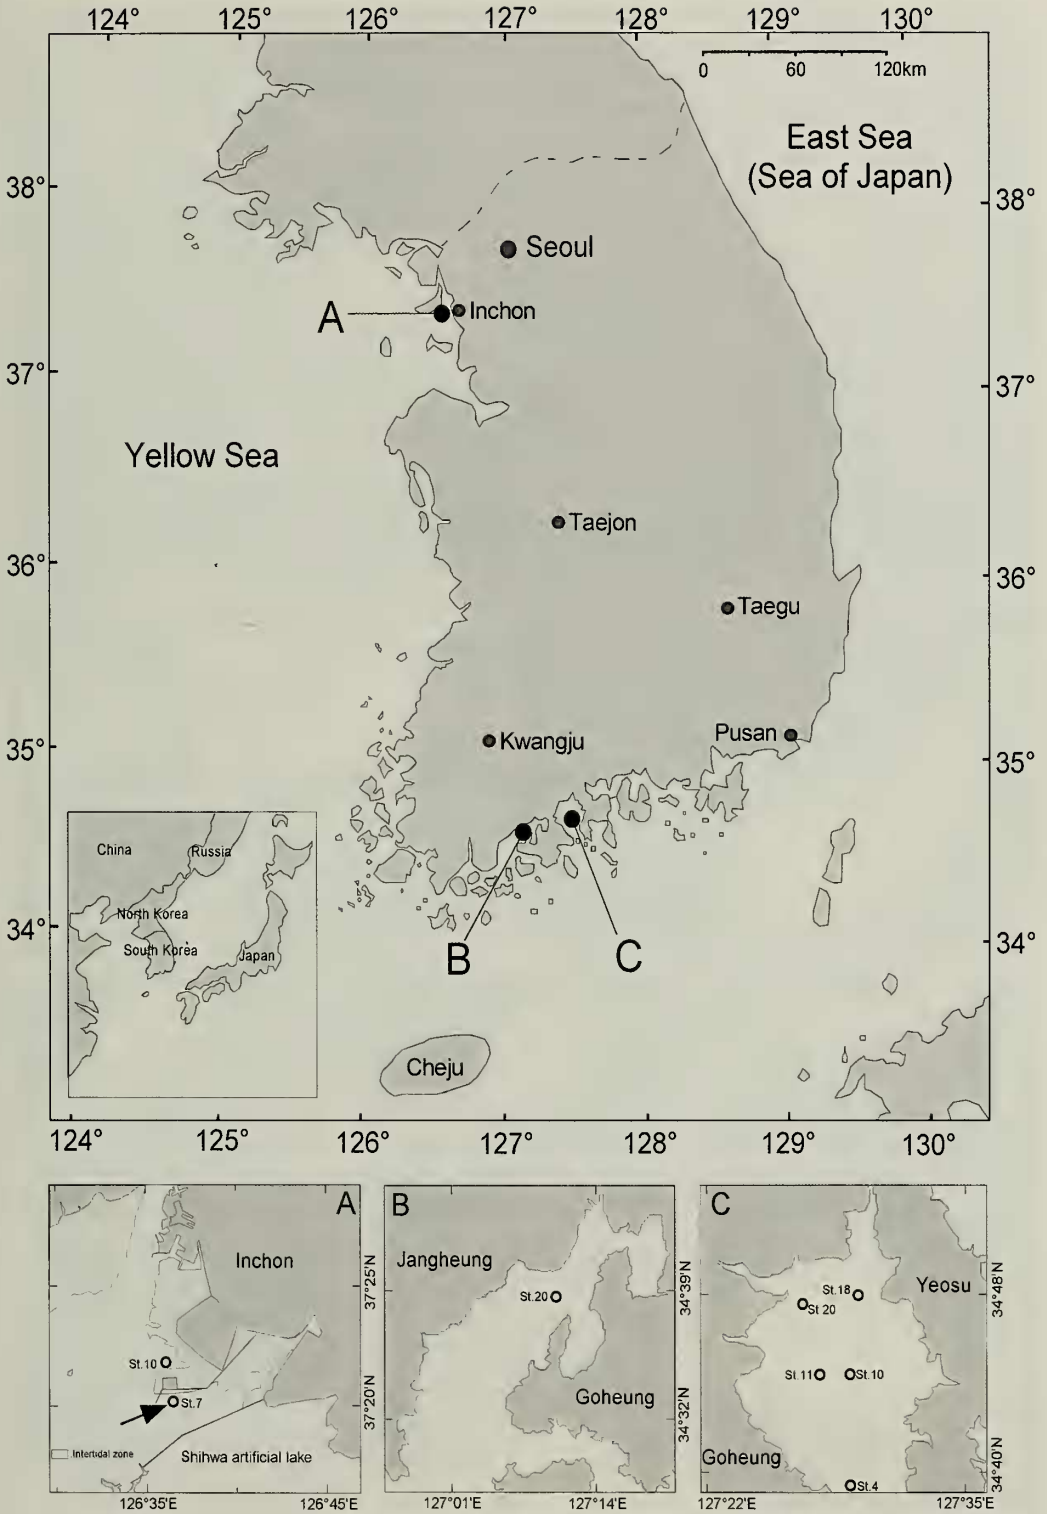 124° 125° 126° 127° 128° 129° 130°
0 60 120km
East Sea
(Sea of Japan)
38° 38°
Seoul
A Inchon
37° 37°
Yellow Sea
Taejon
36° 36°
Taegu
Pusan
Kwangju
35° 35°
China Russia
North Korea
South Korea Japan
34° 34°
B C
Cheju
124° 125° 126° 127° 128° 129° 130°
A
Inchon
37°25'N
St.10
St.7
37°20'N
Intertidal zone
Shihwa artificial lake
126°35'E 126°45'E
B
Jangheung
St.20
34°39'N
Goheung
34°32'N
127°01'E 127°14'E
C
Yeosu
34°48'N
St.18
St.20
St.11 St.10
Goheung
34°40'N
St.4
127°22'E 127°35'E